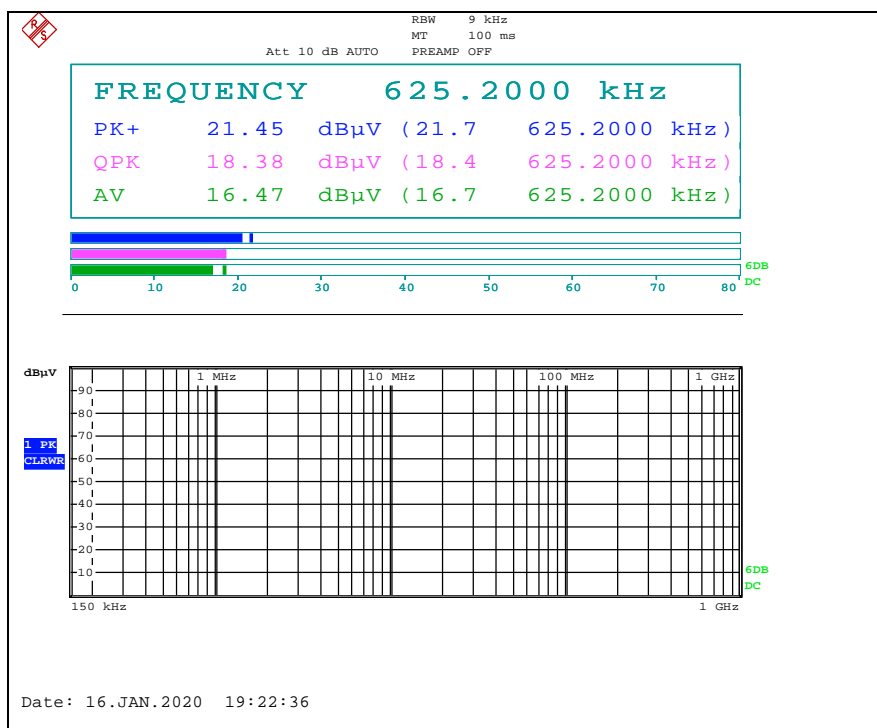 R
S
RBW 9 kHz
MT 100 ms
Att 10 dB AUTO PREAMP OFF
FREQUENCY 625.2000 kHz
PK+ 21.45 dBµV (21.7 625.2000 kHz)
QPK 18.38 dBµV (18.4 625.2000 kHz)
AV 16.47 dBµV (16.7 625.2000 kHz)
6DB
0 10 20 30 40 50 60 70 80 DC
dBµV
1 MHz 10 MHz 100 MHz 1 GHz
90
80
70
1 PK
60
CLRWR
50
40
30
20
10
6DB
DC
150 kHz 1 GHz
Date: 16.JAN.2020 19:22:36